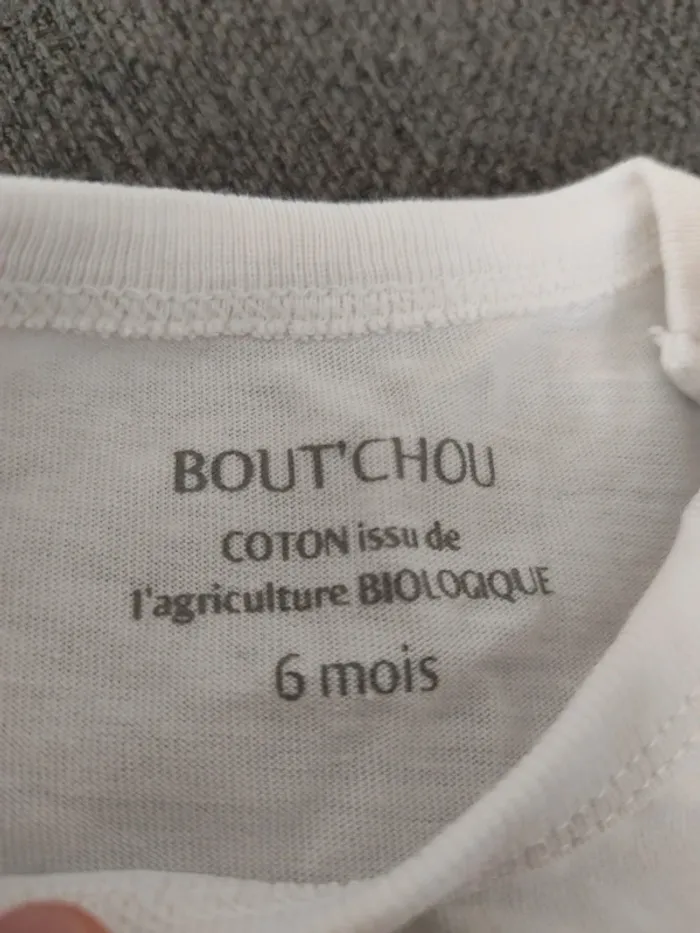 BOUT'CHOU
COTON issu de
l'agriculture BIOLOGIQUE
6 mois